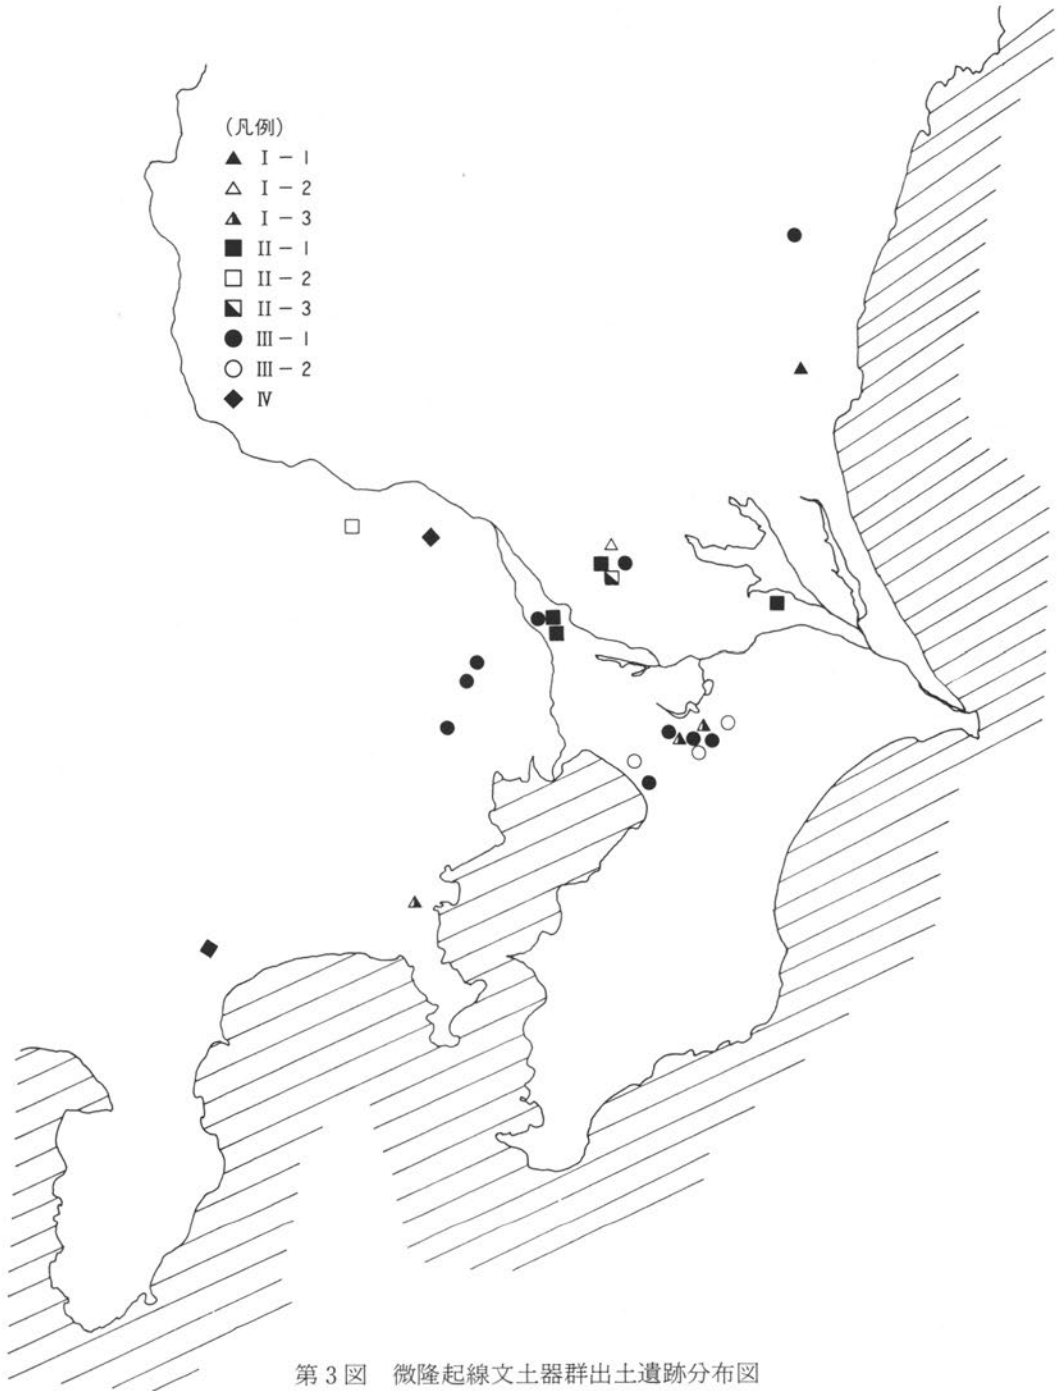 (凡例)
▲ I-1
△ I-2
◮ I-3
■ II-1
□ II-2
◪ II-3
● III-1
○ III-2
◆ IV
第3図 微隆起線文土器群出土遺跡分布図